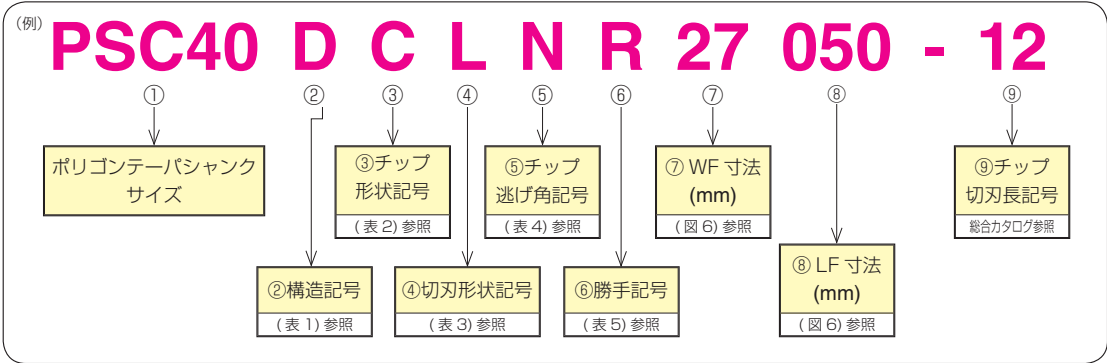 (例)
PSC40 D C L N R 27 050 - 12
① ② ③ ④ ⑤ ⑥ ⑦ ⑧ ⑨
ポリゴンテーパシャンク
サイズ
③チップ
形状記号
(表2)参照
⑤チップ
逃げ角記号
(表4)参照
⑦ WF 寸法
(mm)
(図6)参照
⑨チップ
切刃長記号
総合カタログ参照
②構造記号
(表1)参照
④切刃形状記号
(表3)参照
⑥勝手記号
(表5)参照
⑧ LF 寸法
(mm)
(図6)参照